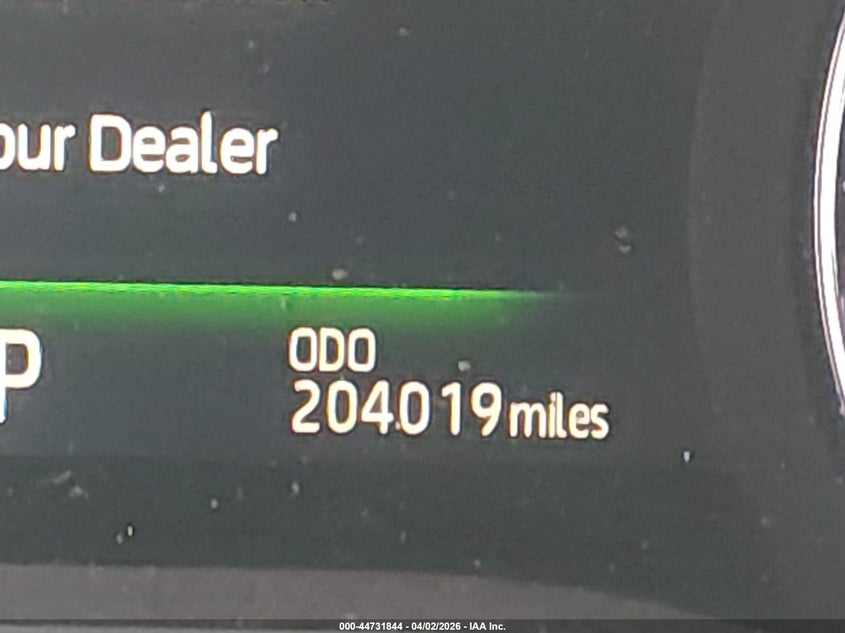 our Dealer
P
ODO
204019 miles
000-44731844 - 04/02/2026 - IAA Inc.